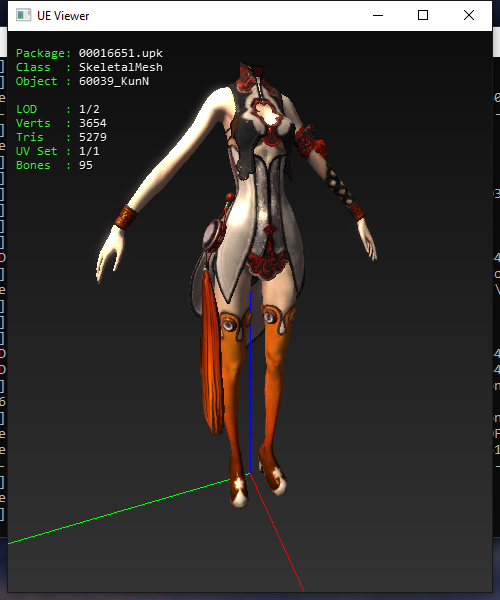 UE Viewer
Package: 00016651.upk
Class : SkeletalMesh
Object : 60039_KunN
LOD : 1/2
Verts : 3654
Tris : 5279
UV Set : 1/1
Bones : 95